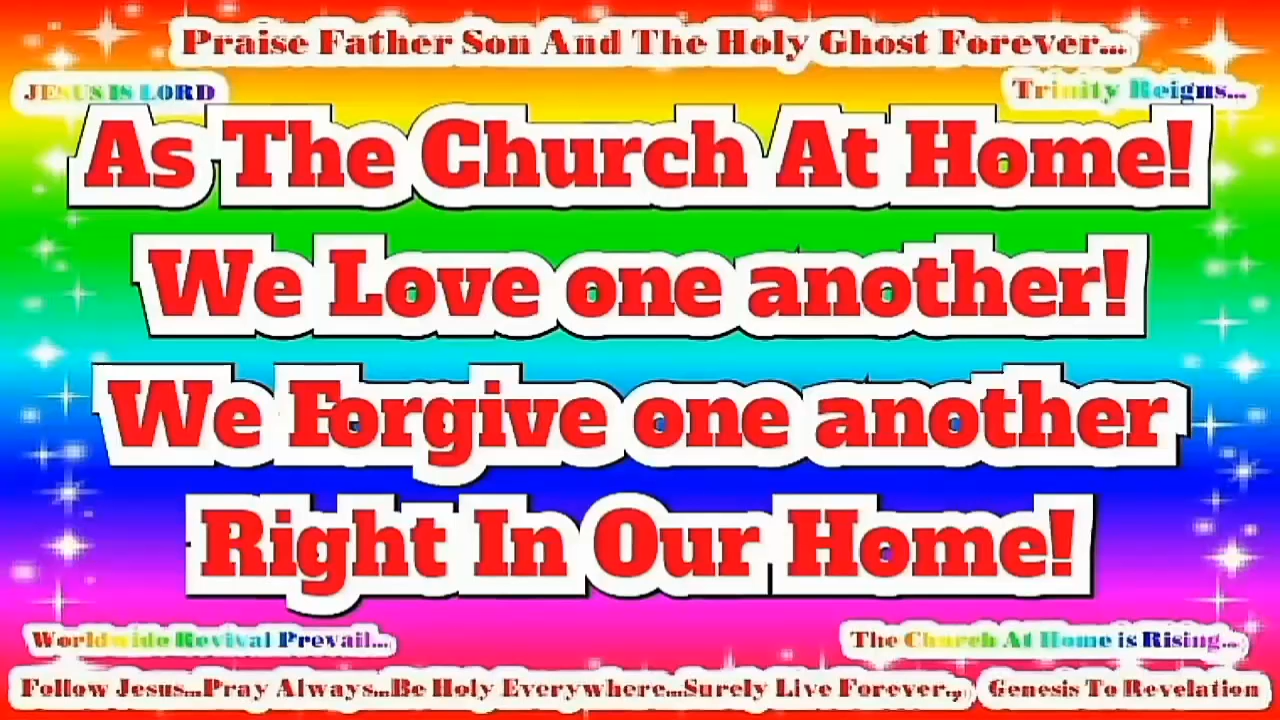 Praise Father Son And The Holy Ghost Forever...
JESUS IS LORD
Trinity Reigns...
As The Church At Home!
We Love one another!
We Forgive one another
Right In Our Home!
Worldwide Revival Prevail...
The Church At Home is Rising...
Follow Jesus...Pray Always...Be Holy Everywhere...Surely Live Forever...
Genesis To Revelation